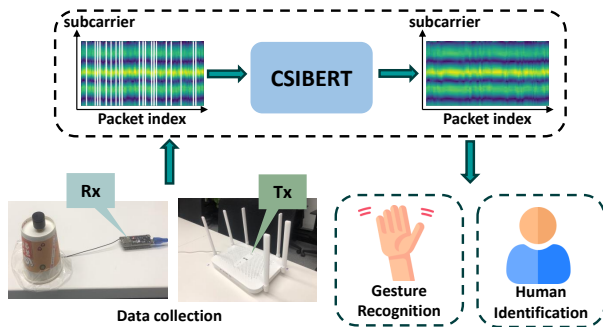 subcarrier
subcarrier
CSIBERT
Packet index
Packet index
Rx
Tx
Data collection
Gesture
Recognition
Human
Identification